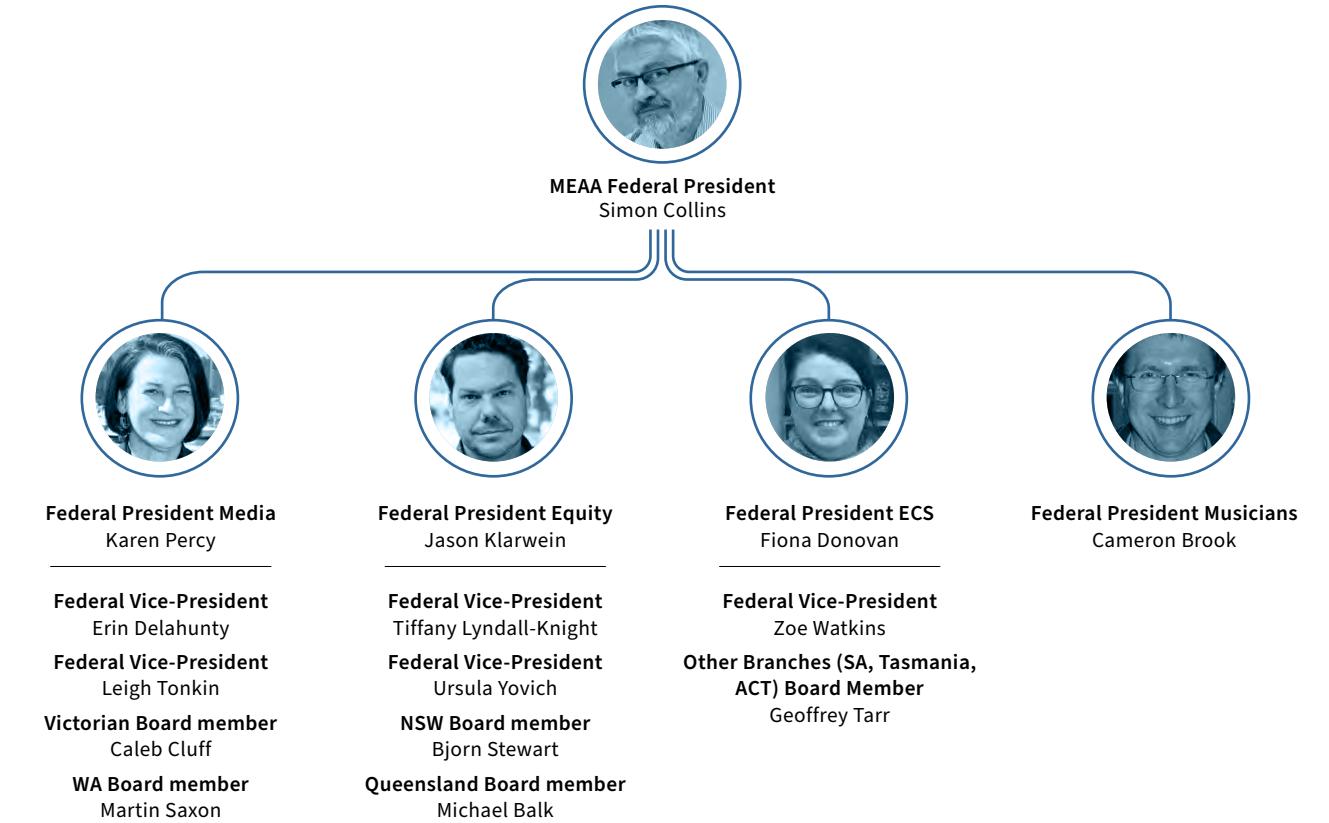 MEAA Federal President
Simon Collins
Federal President Media
Karen Percy
Federal Vice-President
Erin Delahunty
Federal Vice-President
Leigh Tonkin
Victorian Board member
Caleb Cluff
WA Board member
Martin Saxon
Federal President Equity
Jason Klarwein
Federal Vice-President
Tiffany Lyndall-Knight
Federal Vice-President
Ursula Yovich
NSW Board member
Bjorn Stewart
Queensland Board member
Michael Balk
Federal President ECS
Fiona Donovan
Federal Vice-President
Zoe Watkins
Other Branches (SA, Tasmania,
ACT) Board Member
Geoffrey Tarr
Federal President Musicians
Cameron Brook